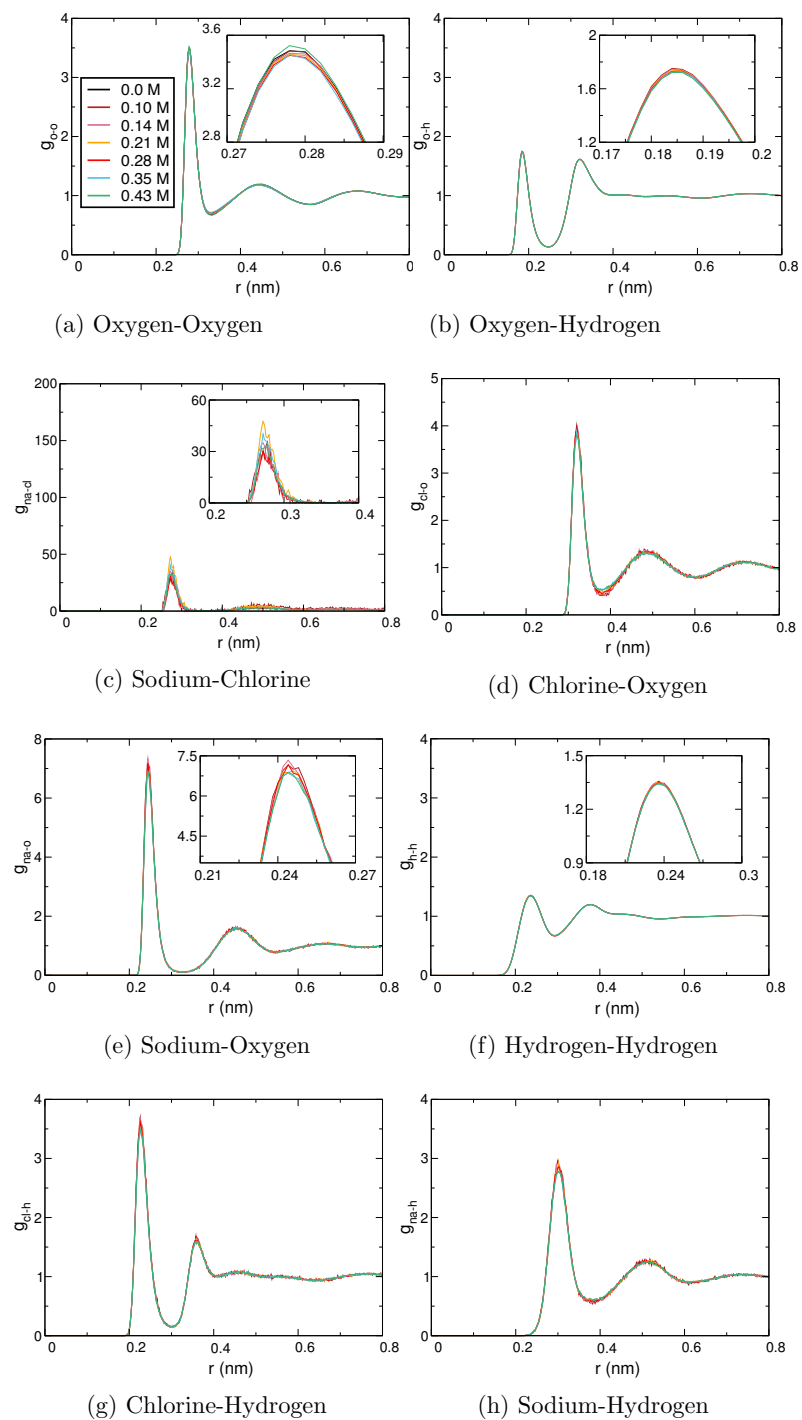 4
3
2
1
0
g o-o
0.0 M
0.10 M
0.14 M
0.21 M
0.28 M
0.35 M
0.43 M
3.6
3.2
2.8
0.27 0.28 0.29
0 0.2 0.4 0.6 0
r (nm)
(a) Oxygen-Oxygen
4
3
2
1
0
g o-h
2
1.6
1.2
0.17 0.18 0.19 0.2
0 0.2 0.4 0.6 0.8
r (nm)
(b) Oxygen-Hydrogen
200
150
100
50
0
g na-cl
60
30
0
0.2 0.3 0.4
0 0.2 0.4 0.6 0.8
r (nm)
(c) Sodium-Chlorine
5
4
3
2
1
0
g cl-o
0 0.2 0.4 0.6 0.8
r (nm)
(d) Chlorine-Oxygen
8
6
4
2
0
g na-o
7.5
6
4.5
0.21 0.24 0.27
0 0.2 0.4 0.6 0.8
r (nm)
(e) Sodium-Oxygen
4
3
2
1
0
g h-h
1.5
1.3
1.1
0.9
0.18 0.24 0.3
0 0.2 0.4 0.6 0.8
r (nm)
(f) Hydrogen-Hydrogen
4
3
2
1
0
g cl-h
0 0.2 0.4 0.6 0.8
r (nm)
(g) Chlorine-Hydrogen
4
3
2
1
0
g na-h
0 0.2 0.4 0.6 0.8
r (nm)
(h) Sodium-Hydrogen